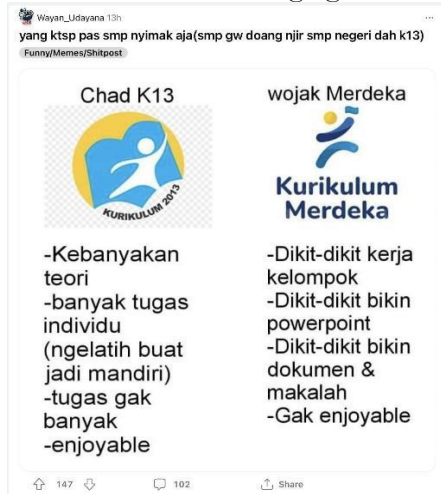 Wayan_Udayana 13h
yang ktsp pas smp nyimak aja(smp gw doang njir smp negeri dah k13)
Funny/Memes/Shitpost
Chad K13
KURIKULUM 2013
-Kebanyakan
teori
-banyak tugas
individu
(ngelatih buat
jadi mandiri)
-tugas gak
banyak
-enjoyable
wojak Merdeka
Kurikulum
Merdeka
-Dikit-dikit kerja
kelompok
-Dikit-dikit bikin
powerpoint
-Dikit-dikit bikin
dokumen &
makalah
-Gak enjoyable
147
102
Share